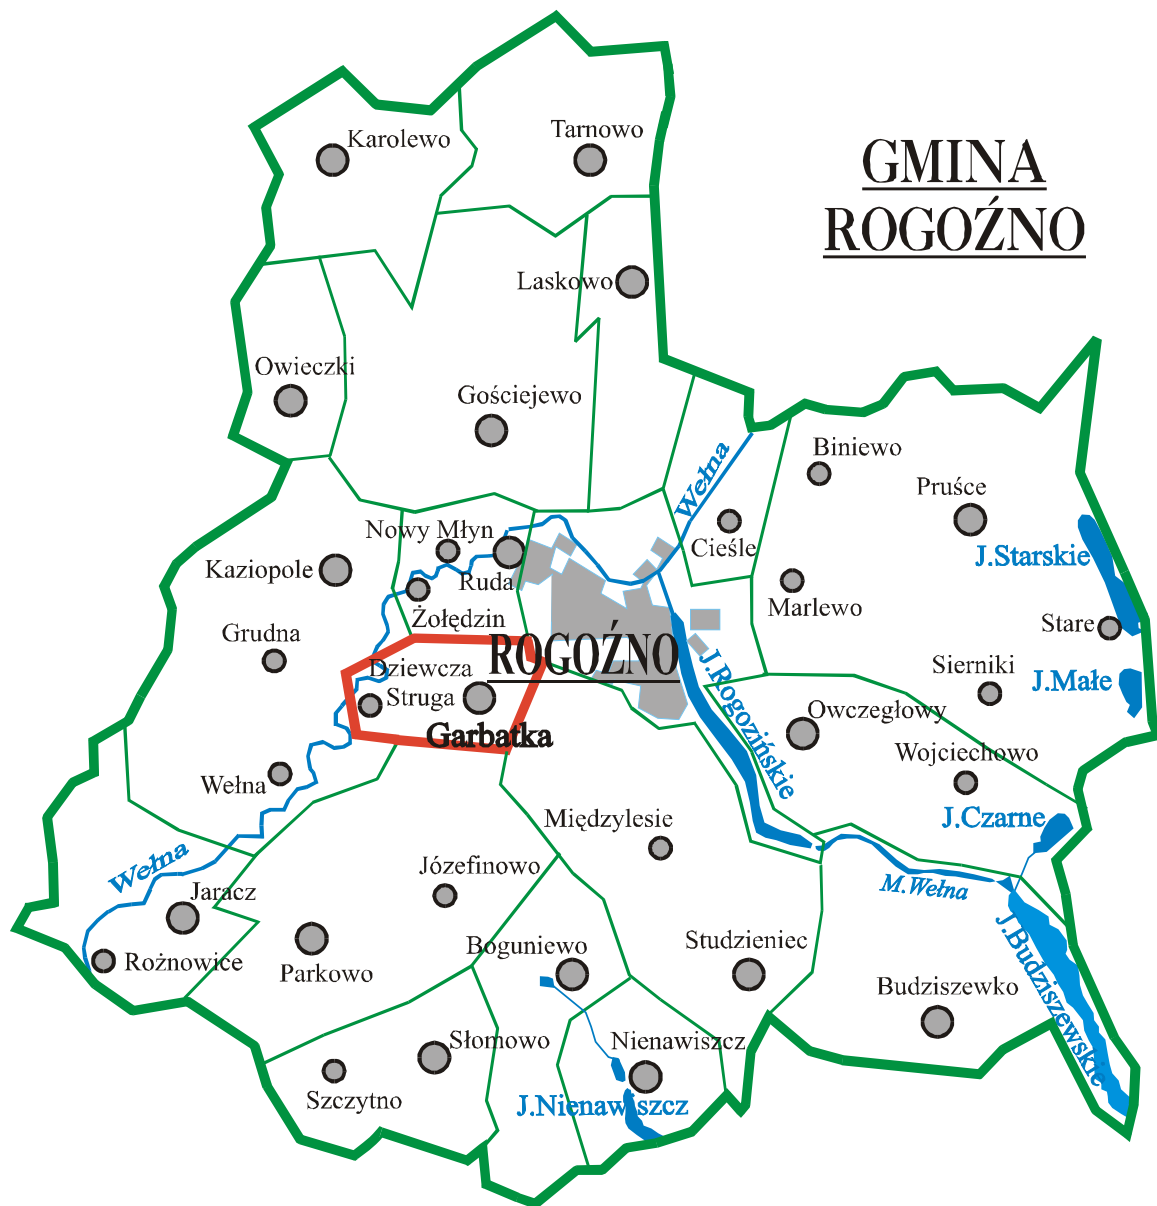 Karolewo
Tarnowo
GMINA
ROGOŹNO
Laskowo
Owieczki
Gościejewo
Wełna
Biniewo
Pruśce
Nowy Młyn
Cieśle
J.Starskie
Kaziopole
Ruda
Marlewo
Żołędzin
Stare
Grudna
ROGOŹNO
Dziewcza
Struga
J.Rogozińskie
Sierniki
J.Małe
Garbatka
Owczegłowy
Wojciechowo
Wełna
Międzylesie
J.Czarne
Wełna
Józefinowo
M.Wełna
Jaracz
Rożnowice
Parkowo
Boguniewo
Studzieniec
J.Budziszewskie
Budziszewko
Słomowo
Nienawiszcz
Szczytno
J.Nienawiszcz